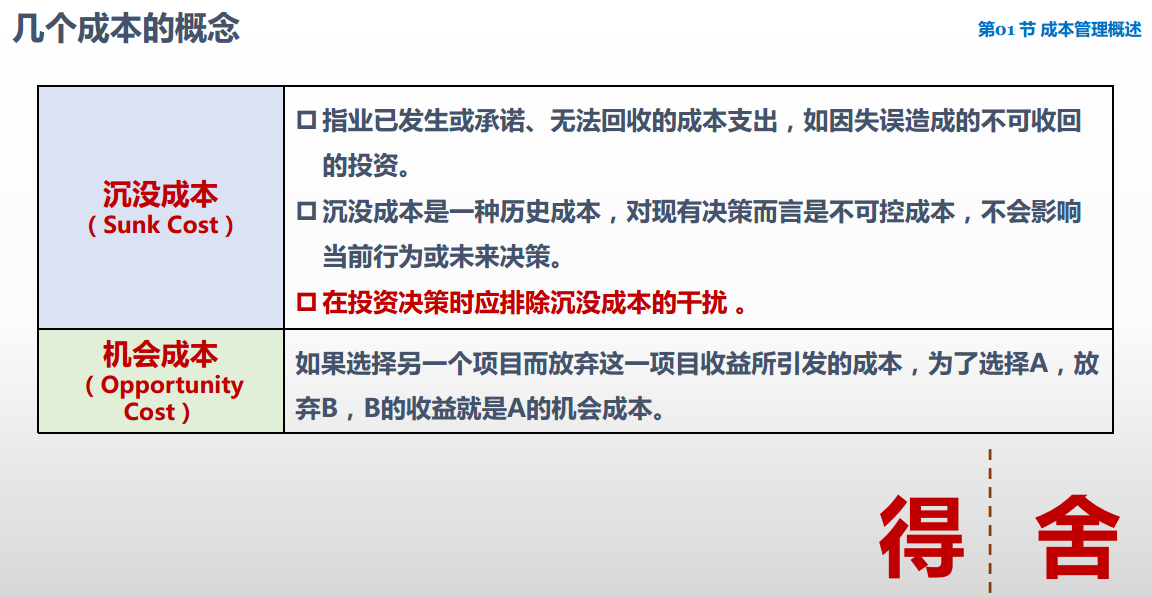 几个成本的概念
第01 节 成本管理概述
沉没成本
（Sunk Cost）
口 指业已发生或承诺、无法回收的成本支出，如因失误造成的不可收回
的投资。
口 沉没成本是一种历史成本，对现有决策而言是不可控成本，不会影响
当前行为或未来决策。
口 在投资决策时应排除沉没成本的干扰 。
机会成本
（Opportunity
Cost）
如果选择另一个项目而放弃这一项目收益所引发的成本，为了选择A，放
弃B，B的收益就是A的机会成本。
得 舍